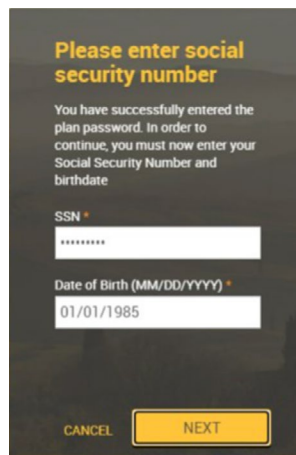 Please enter social
security number
You have successfully entered the
plan password. In order to
continue, you must now enter your
Social Security Number and
birthdate
SSN *
•••••••••
Date of Birth (MM/DD/YYYY) *
01/01/1985
CANCEL
NEXT